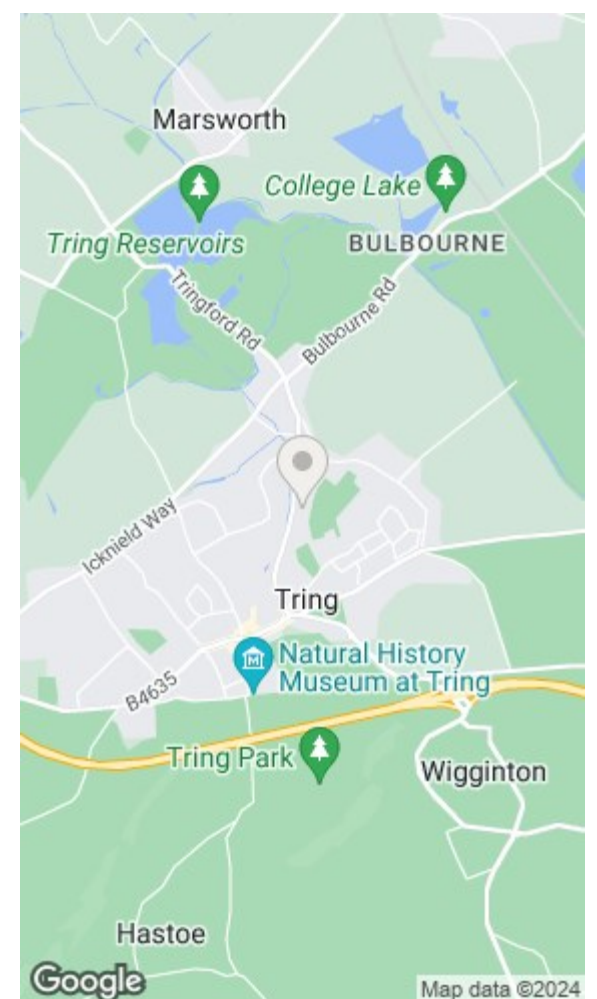 Marsworth
College Lake
Tring Reservoirs
BULBOURNE
Tringford Rd
Bulbourne Rd
Icknield Way
Tring
Natural History
Museum at Tring
B4635
Tring Park
Wigginton
Hastoe
Google
Map data ©2024